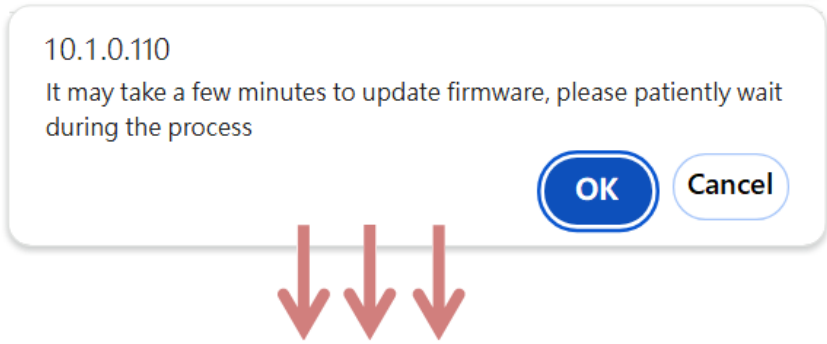 10.1.0.110
It may take a few minutes to update firmware, please patiently wait
during the process
OK
Cancel